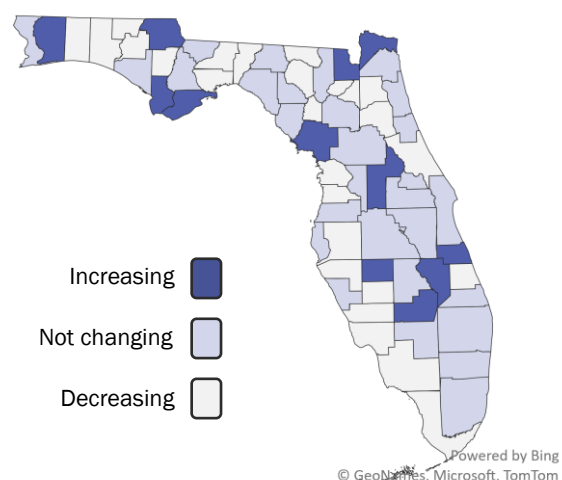 Increasing
Not changing
Decreasing
Powered by Bing
© GeoNames, Microsoft, TomTom